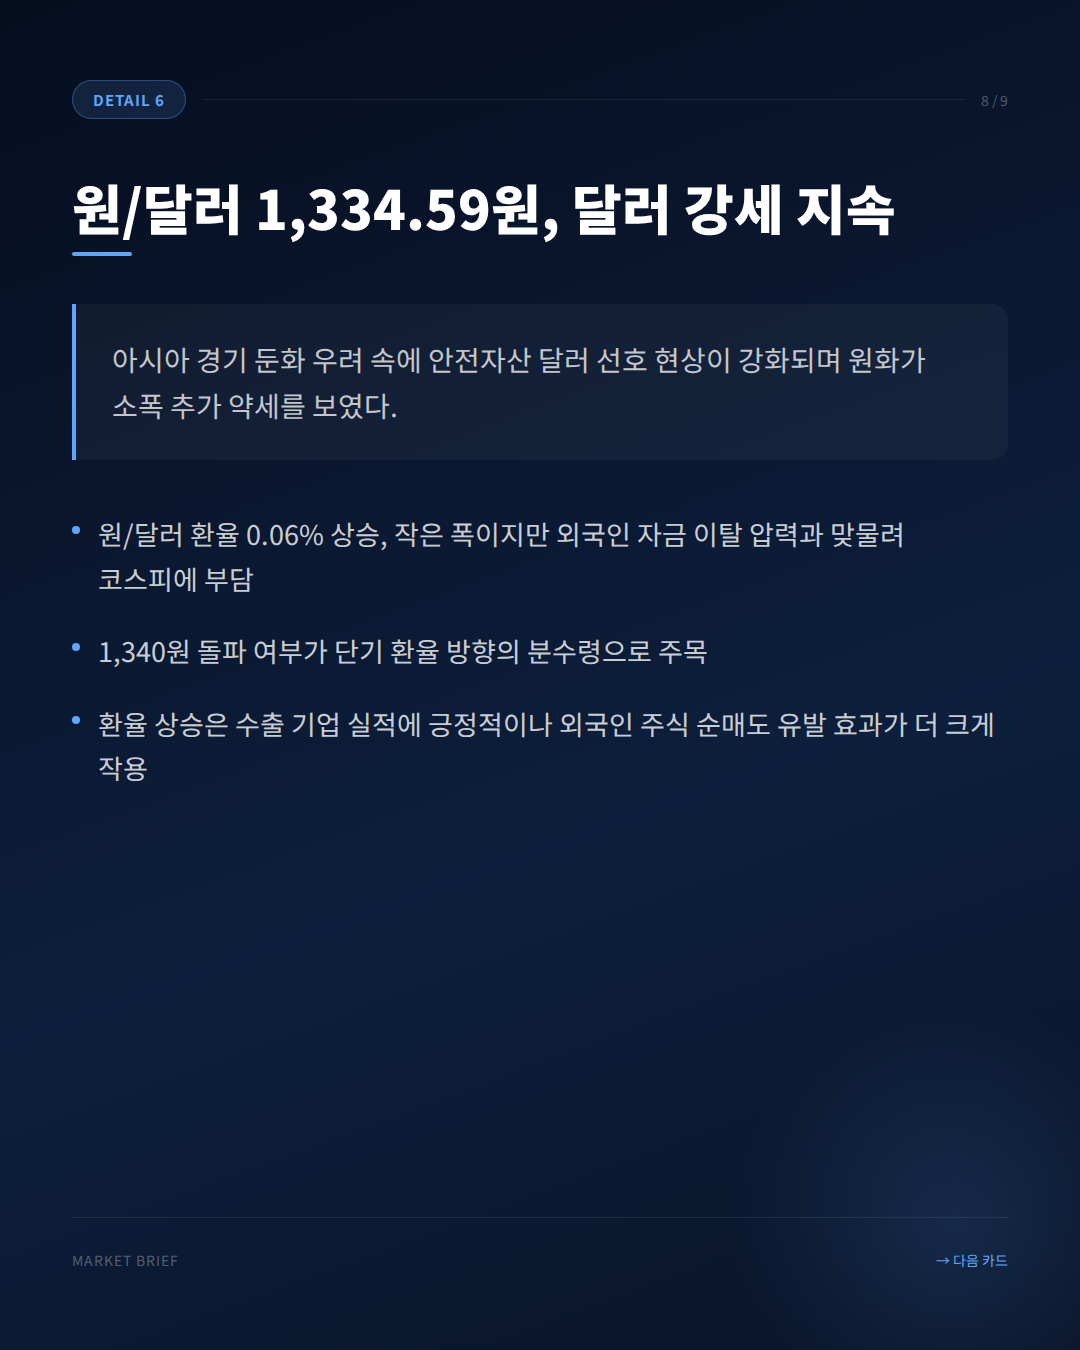 DETAIL 6
8 / 9
원/달러 1,334.59원, 달러 강세 지속
아시아 경기 둔화 우려 속에 안전자산 달러 선호 현상이 강화되며 원화가
소폭 추가 약세를 보였다.
원/달러 환율 0.06% 상승, 작은 폭이지만 외국인 자금 이탈 압력과 맞물려
코스피에 부담
1,340원 돌파 여부가 단기 환율 방향의 분수령으로 주목
환율 상승은 수출 기업 실적에 긍정적이나 외국인 주식 순매도 유발 효과가 더 크게
작용
MARKET BRIEF
→ 다음 카드